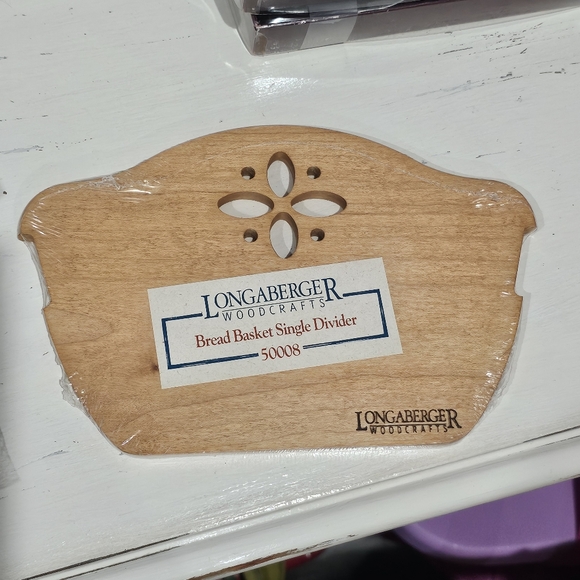 LONGABERGER
WOODCRAFTS
Bread Basket Single Divider
50008
LONGABERGER
WOODCRAFTS